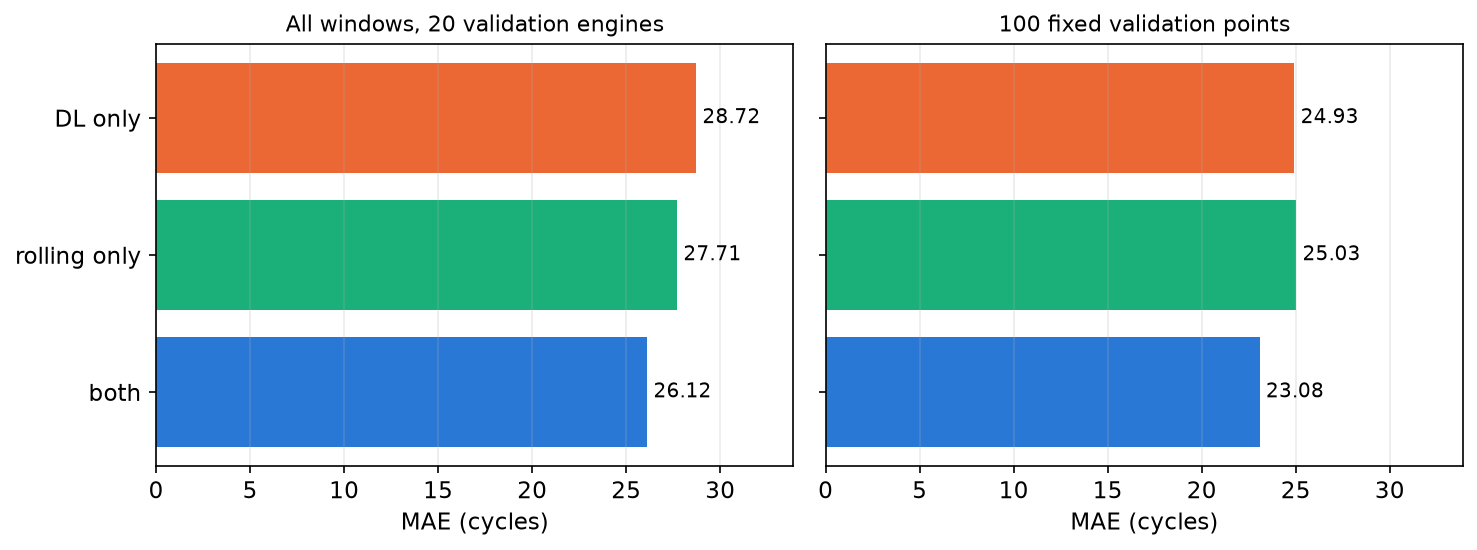 All windows, 20 validation engines
DL only
28.72
rolling only
27.71
both
26.12
0 5 10 15 20 25 30
MAE (cycles)
100 fixed validation points
24.93
25.03
23.08
0 5 10 15 20 25 30
MAE (cycles)